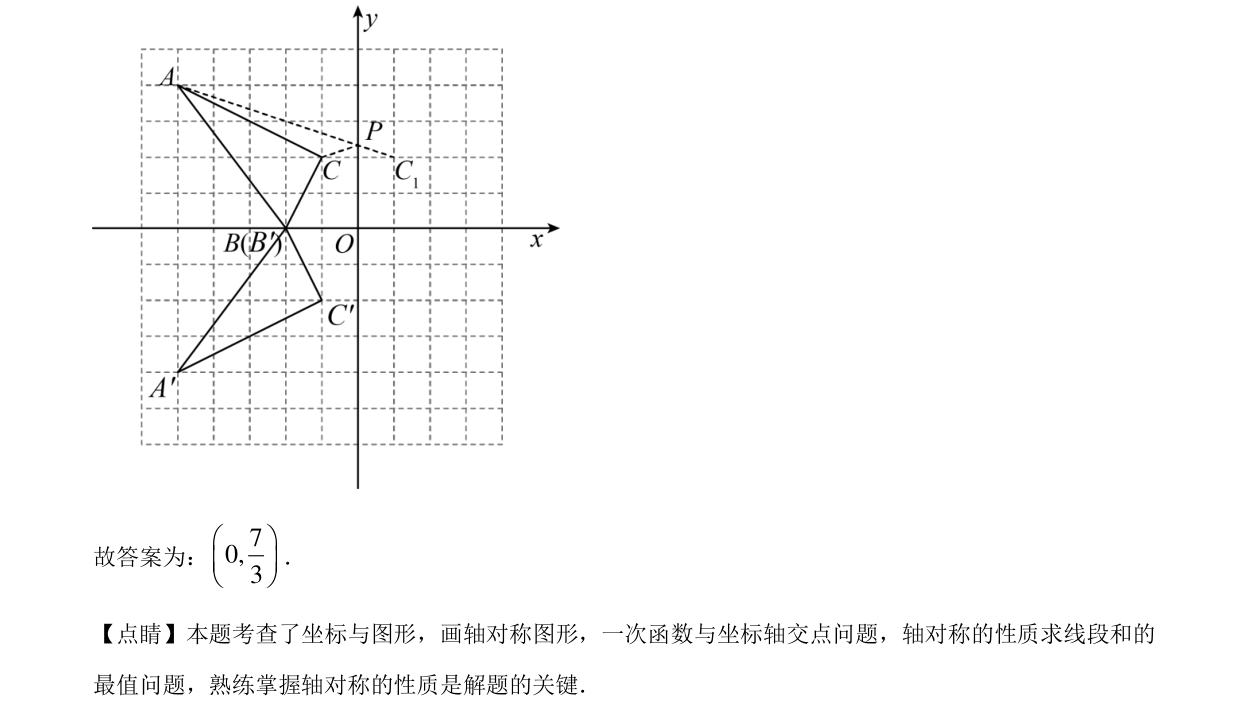 y
A
P
C
C₁
B(B′)
O
x
C′
A′
故答案为：(0,7/3)．
【点睛】本题考查了坐标与图形，画轴对称图形，一次函数与坐标轴交点问题，轴对称的性质求线段和的
最值问题，熟练掌握轴对称的性质是解题的关键．